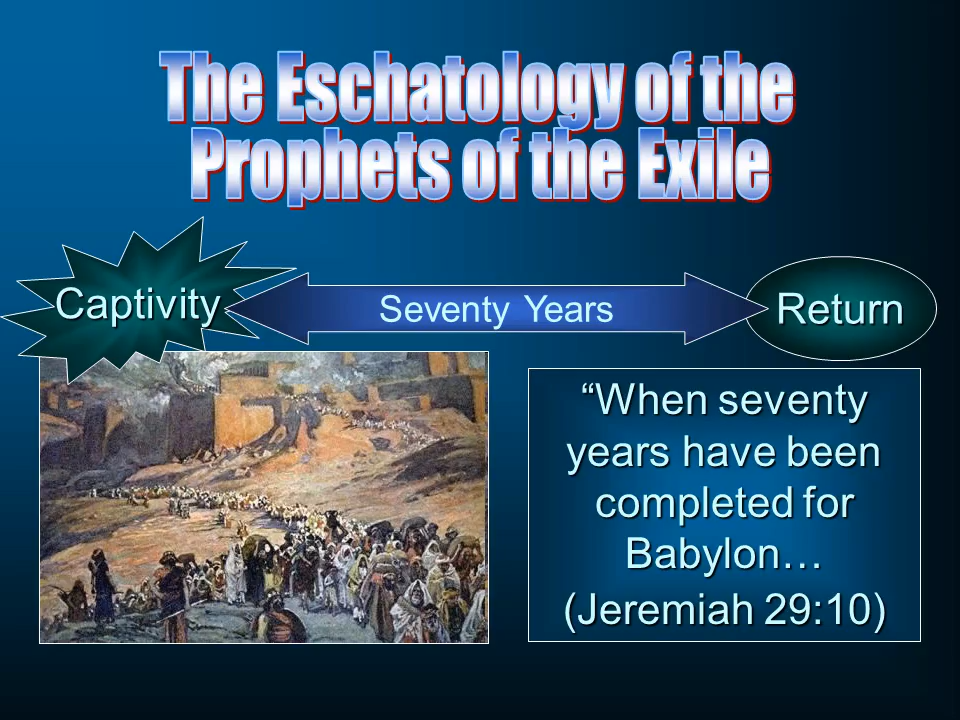 The Eschatology of the
Prophets of the Exile
Captivity
Seventy Years
Return
“When seventy
years have been
completed for
Babylon…
(Jeremiah 29:10)